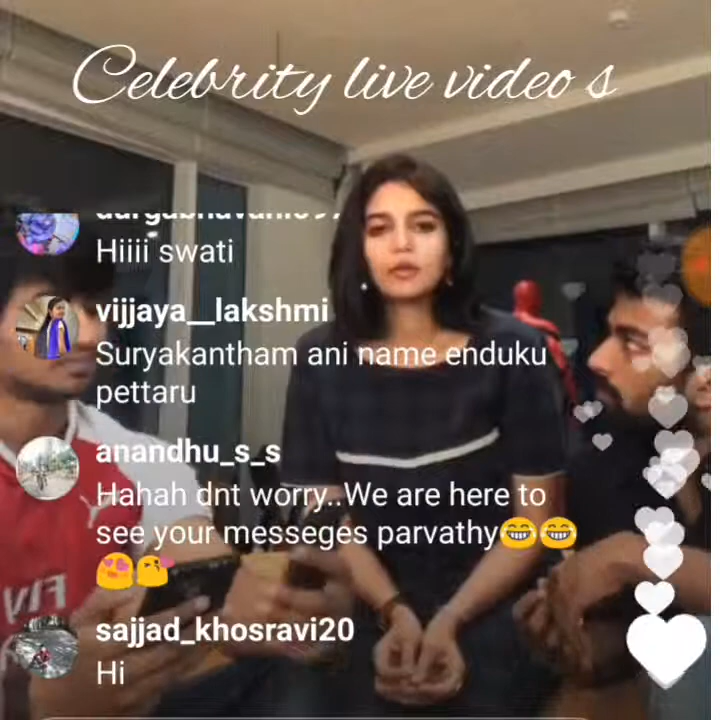 Celebrity live video s
Hiiii swati
vijjaya__lakshmi
Suryakantham ani name enduku
pettaru
anandhu_s_s
Hahah dnt worry..We are here to
see your messeges parvathy😂😂
😍😘
sajjad_khosravi20
Hi